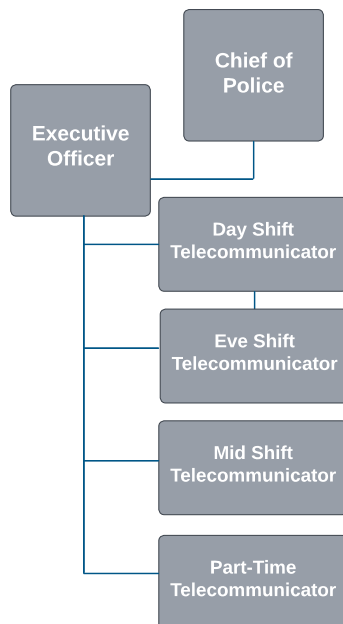 Chief of
Police
Executive
Officer
Day Shift
Telecommunicator
Eve Shift
Telecommunicator
Mid Shift
Telecommunicator
Part-Time
Telecommunicator